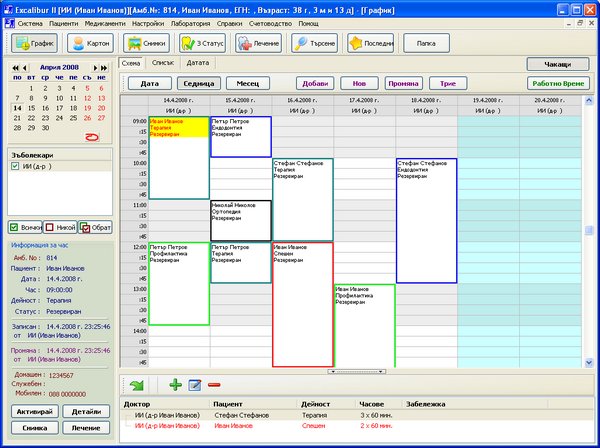 Excalibur II [ИИ (Иван Иванов)][Амб.№: 814, Иван Иванов, ЕГН: , Възраст: 38 г, 3 м и 13 д] - [График]
Система Пациенти Медикаменти Настройки Лаборатория Справки Счетоводство Помощ
График Картон Снимки З Статус Лечение Търсене Последни Папка
Април 2008
по вт ср че пе съ не
1 2 3 4 5 6
7 8 9 10 11 12 13
14 15 16 17 18 19 20
21 22 23 24 25 26 27
28 29 30
Зъболекари
ИИ (д-р )
Всички Никой Обрат
Информация за час
Амб. No : 814
Пациент : Иван Иванов
Дата : 14.4.2008 г.
Час : 09:00:00
Дейност : Терапия
Статус : Резервиран
Записан : 14.4.2008 г. 23:25:46
от ИИ (Иван Иванов)
Промяна : 14.4.2008 г. 23:25:46
от ИИ (Иван Иванов)
Домашен : 1234567
Служебен :
Мобилен : 088 0000000
Активирай Детайли
Снимка Лечение
Схема Списък Датата
Чакащи
Дата Седмица Месец Добави Нов Промяна Трие Работно Време
14.4.2008 г. 15.4.2008 г. 16.4.2008 г. 17.4.2008 г. 18.4.2008 г. 19.4.2008 г. 20.4.2008 г.
ИИ (др ) ИИ (др ) ИИ (др ) ИИ (др ) ИИ (др ) ИИ (др ) ИИ (др )
09:00
:15
:30
:45
10:00
:15
:30
:45
11:00
:15
:30
:45
12:00
:15
:30
:45
13:00
:15
:30
:45
14:00
:15
:30
:45
Иван Иванов
Терапия
Резервиран
Петър Петров
Ендодонтия
Резервиран
Стефан Стефанов
Терапия
Резервиран
Стефан Стефанов
Ендодонтия
Резервиран
Николай Николов
Ортопедия
Резервиран
Петър Петров
Профилактика
Резервиран
Петър Петров
Терапия
Резервиран
Иван Иванов
Спешен
Резервиран
Иван Иванов
Профилактика
Резервиран
Доктор Пациент Дейност Часове Забележка
ИИ (д-р Иван Иванов) Стефан Стефанов Терапия 3 x 60 мин.
ИИ (д-р Иван Иванов) Иван Иванов Спешен 2 x 60 мин.